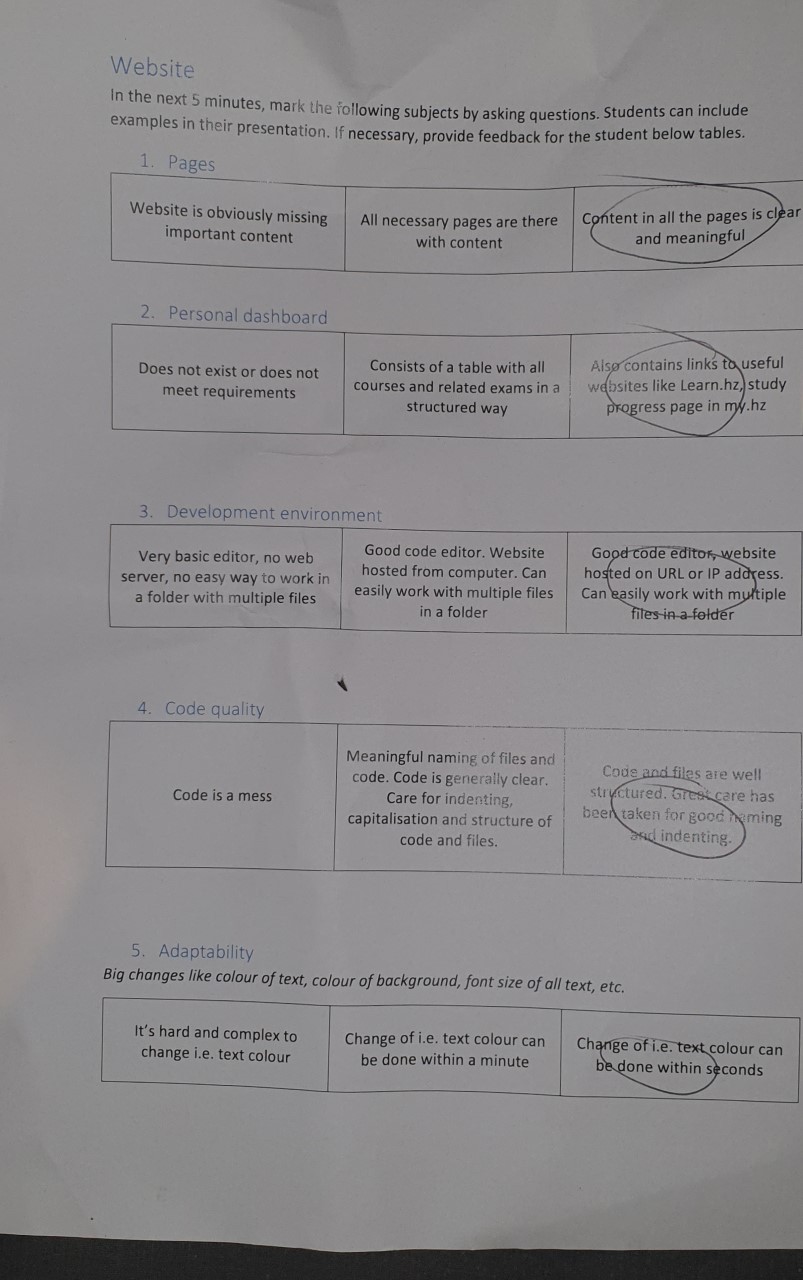 Website
In the next 5 minutes, mark the following subjects by asking questions. Students can include
examples in their presentation. If necessary, provide feedback for the student below tables.
1. Pages
Website is obviously missing
important content
All necessary pages are there
with content
Content in all the pages is clear
and meaningful
2. Personal dashboard
Does not exist or does not
meet requirements
Consists of a table with all
courses and related exams in a
structured way
Also contains links to useful
websites like Learn.hz, study
progress page in my.hz
3. Development environment
Very basic editor, no web
server, no easy way to work in
a folder with multiple files
Good code editor. Website
hosted from computer. Can
easily work with multiple files
in a folder
Good code editor, website
hosted on URL or IP address.
Can easily work with multiple
files in a folder
4. Code quality
Code is a mess
Meaningful naming of files and
code. Code is generally clear.
Care for indenting,
capitalisation and structure of
code and files.
Code and files are well
structured. Great care has
been taken for good naming
and indenting.
5. Adaptability
Big changes like colour of text, colour of background, font size of all text, etc.
It's hard and complex to
change i.e. text colour
Change of i.e. text colour can
be done within a minute
Change of i.e. text colour can
be done within seconds